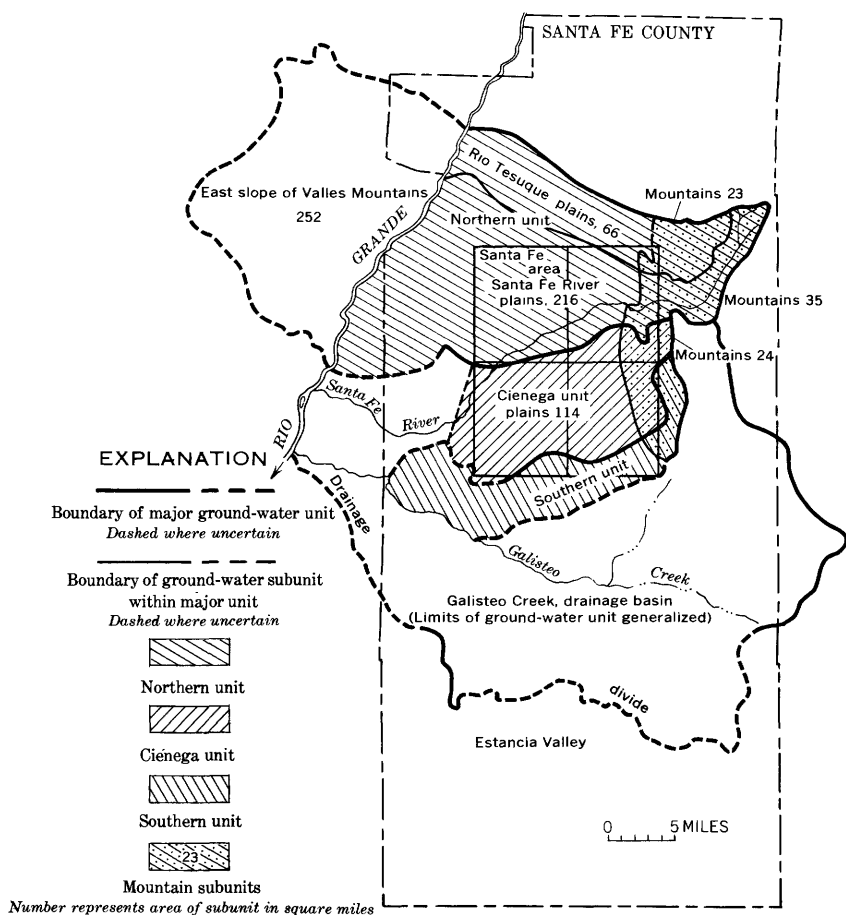 SANTA FE COUNTY
RIO TESUQUE plains, 66
Mountains 23
East slope of Valles Mountains
252
GRANDE
Northern unit
Santa Fe
area
Santa Fe River
plains, 216
Mountains 35
Mountains 24
Santa Fe
River
Cienega unit
plains 114
RIO
EXPLANATION
Boundary of major ground-water unit
Dashed where uncertain
Boundary of ground-water subunit
within major unit
Dashed where uncertain
Northern unit
Ciénega unit
Southern unit
23
Mountain subunits
Number represents area of subunit in square miles
Drainage
Southern unit
Galisteo
Creek
Galisteo Creek, drainage basin
(Limits of ground-water unit generalized)
divide
Estancia Valley
0 5 MILES